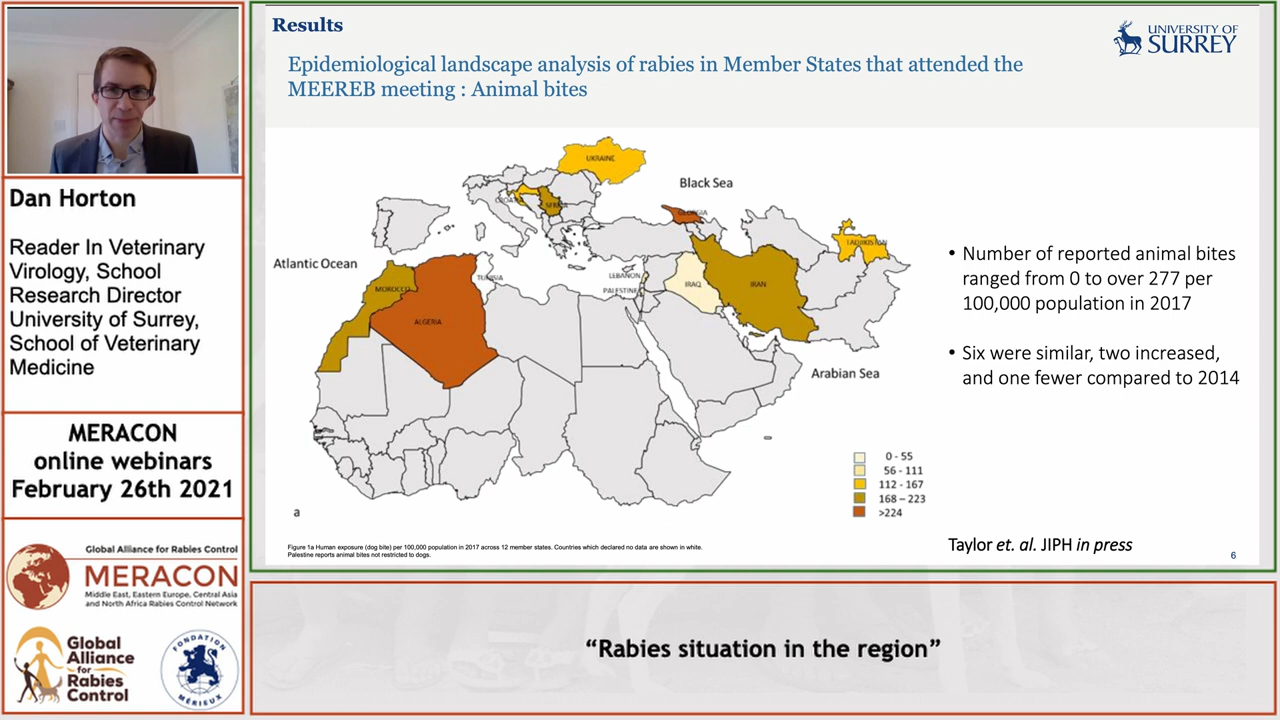 Dan Horton
Reader In Veterinary
Virology, School
Research Director
University of Surrey,
School of Veterinary
Medicine
MERACON
online webinars
February 26th 2021
Global Alliance for Rabies Control
MERACON
Middle East, Eastern Europe, Central Asia
and North Africa Rabies Control Network
Global
Alliance
for
Rabies
Control
FONDATION
MÉRIEUX
Results
UNIVERSITY OF
SURREY
Epidemiological landscape analysis of rabies in Member States that attended the
MEEREB meeting : Animal bites
UKRAINE
Black Sea
CROATIA
SERBIA
GEORGIA
TAJIKISTAN
Atlantic Ocean
TUNISIA
LEBANON
MOROCCO
PALESTINE
IRAQ
IRAN
ALGERIA
Arabian Sea
0 - 55
56 - 111
112 - 167
168 – 223
>224
a
• Number of reported animal bites
ranged from 0 to over 277 per
100,000 population in 2017
• Six were similar, two increased,
and one fewer compared to 2014
Figure 1a Human exposure (dog bite) per 100,000 population in 2017 across 12 member states. Countries which declared no data are shown in white.
Palestine reports animal bites not restricted to dogs.
Taylor et. al. JIPH in press
6
“Rabies situation in the region”